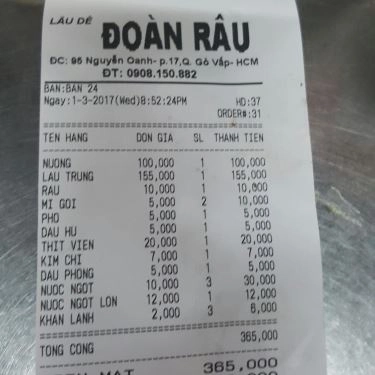 LẨU DÊ
ĐOÀN RÂU
ĐC: 95 Nguyễn Oanh- p.17,Q. Gò Vấp- HCM
ĐT: 0908.150.882
BAN:BAN 24
Ngay:1-3-2017(Wed)8:52:24PM HD:37
ORDER#:31
TEN HANG DON GIA SL THANH TIEN
NUONG 100,000 1 100,000
LAU TRUNG 155,000 1 155,000
RAU 10,000 1 10,000
MI GOI 5,000 2 10,000
PHO 5,000 1 5,000
DAU HU 5,000 1 5,000
THIT VIEN 20,000 1 20,000
KIM CHI 7,000 1 7,000
DAU PHONG 5,000 1 5,000
NUOC NGOT 10,000 3 30,000
NUOC NGOT LON 12,000 1 12,000
KHAN LANH 2,000 3 6,000
TONG CONG 365,000
MAT 365,000